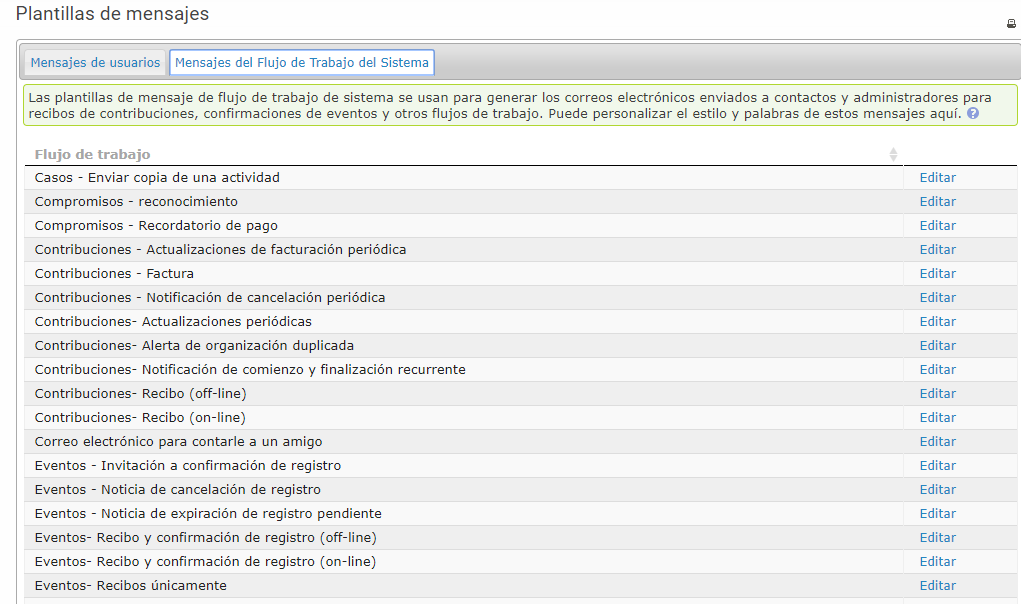 Plantillas de mensajes
Mensajes de usuarios Mensajes del Flujo de Trabajo del Sistema
Las plantillas de mensaje de flujo de trabajo de sistema se usan para generar los correos electrónicos enviados a contactos y administradores para
recibos de contribuciones, confirmaciones de eventos y otros flujos de trabajo. Puede personalizar el estilo y palabras de estos mensajes aquí. ?
Flujo de trabajo
Casos - Enviar copia de una actividad Editar
Compromisos - reconocimiento Editar
Compromisos - Recordatorio de pago Editar
Contribuciones - Actualizaciones de facturación periódica Editar
Contribuciones - Factura Editar
Contribuciones - Notificación de cancelación periódica Editar
Contribuciones- Actualizaciones periódicas Editar
Contribuciones- Alerta de organización duplicada Editar
Contribuciones- Notificación de comienzo y finalización recurrente Editar
Contribuciones- Recibo (off-line) Editar
Contribuciones- Recibo (on-line) Editar
Correo electrónico para contarle a un amigo Editar
Eventos - Invitación a confirmación de registro Editar
Eventos - Noticia de cancelación de registro Editar
Eventos - Noticia de expiración de registro pendiente Editar
Eventos- Recibo y confirmación de registro (off-line) Editar
Eventos- Recibo y confirmación de registro (on-line) Editar
Eventos- Recibos únicamente Editar